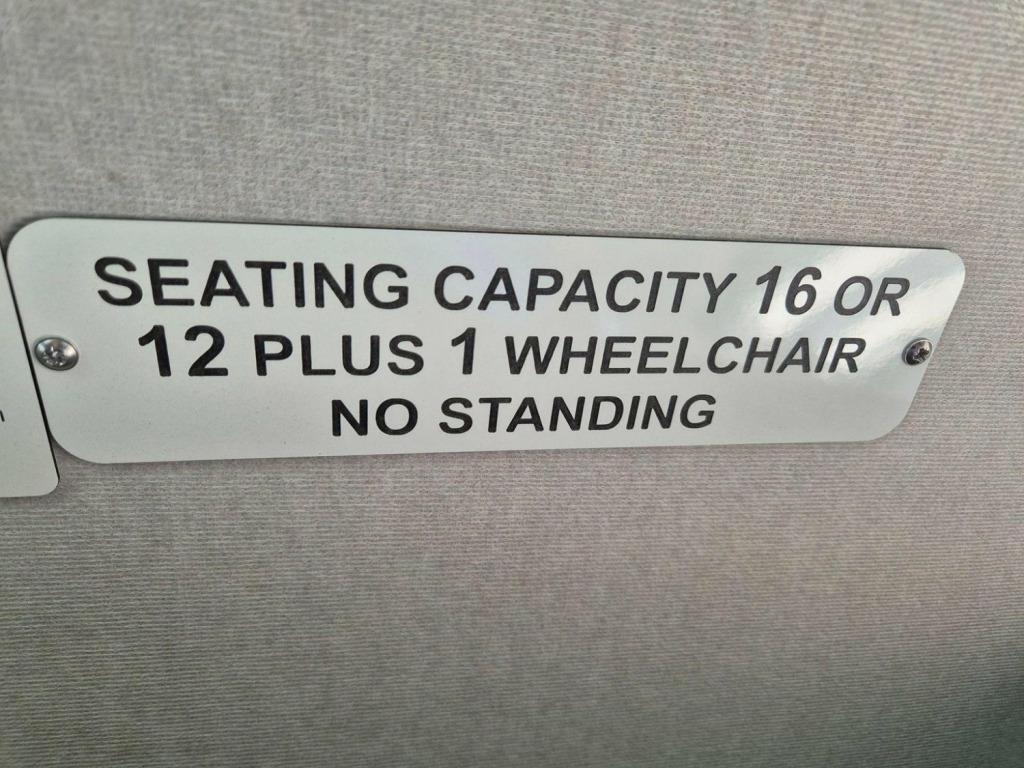 SEATING CAPACITY 16 OR
12 PLUS 1 WHEELCHAIR
NO STANDING